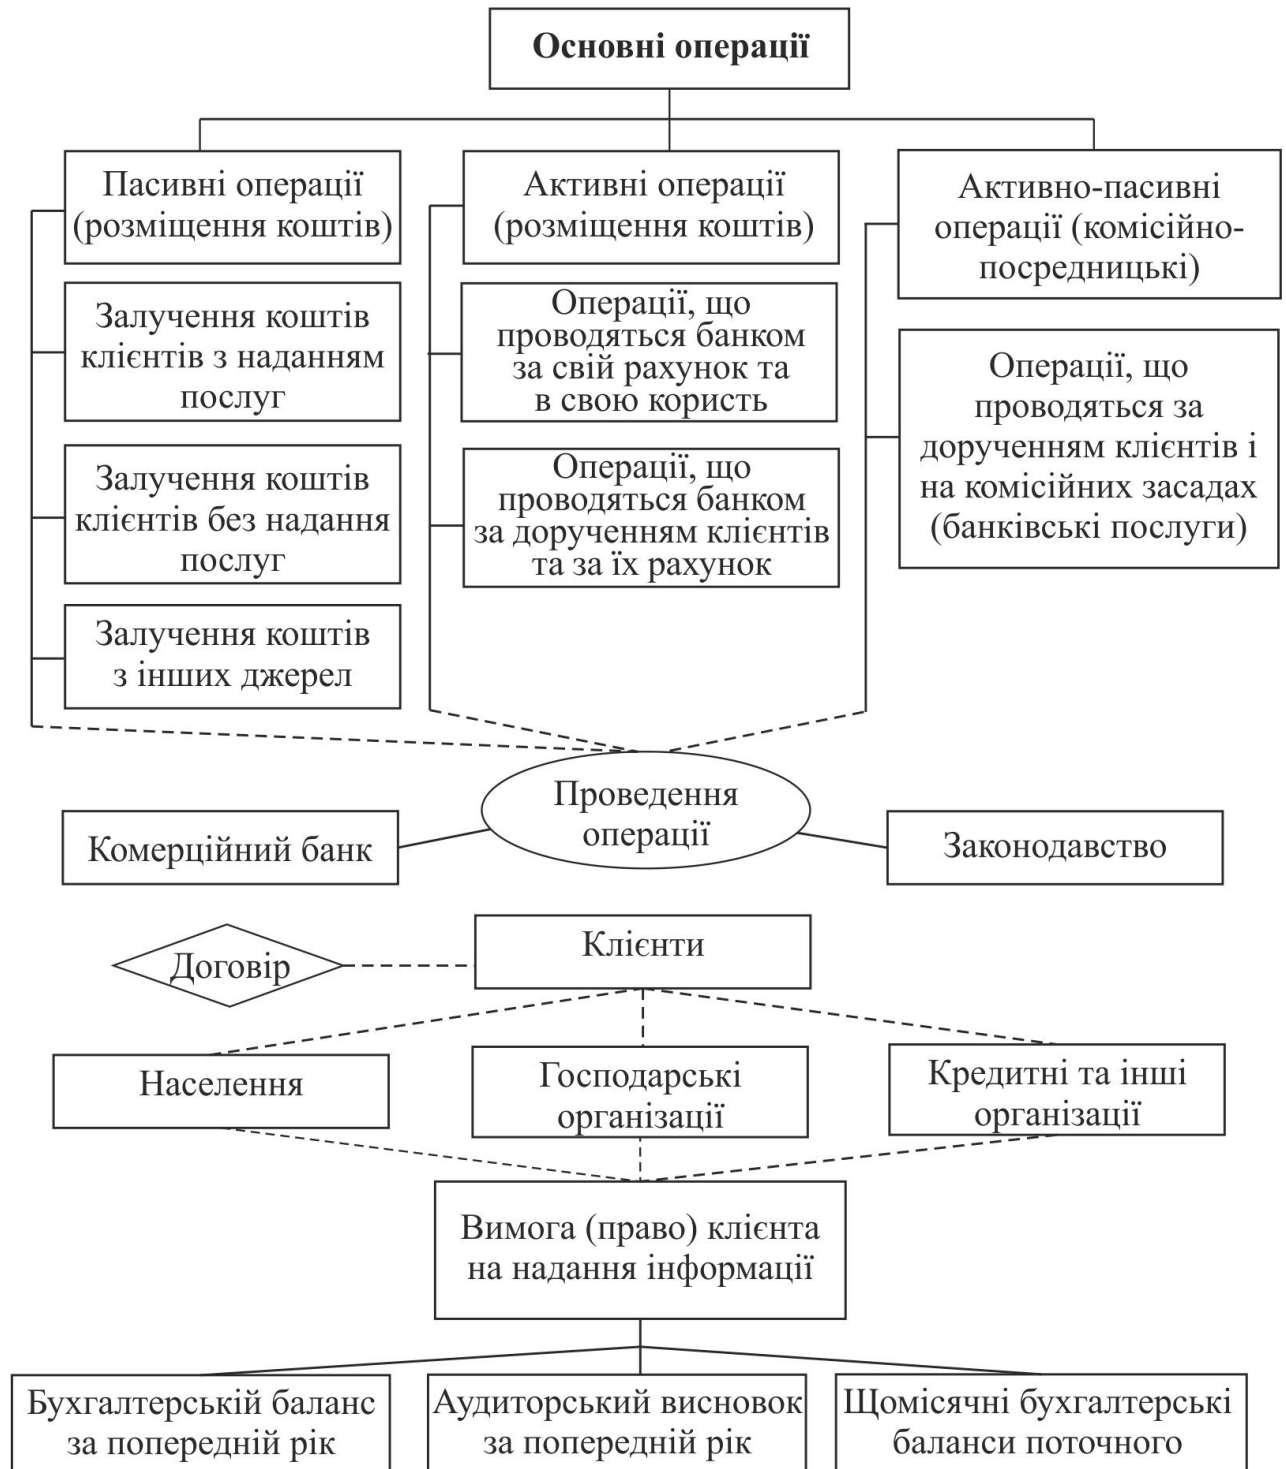 Основні операції
Пасивні операції
(розміщення коштів)
Активні операції
(розміщення коштів)
Активно-пасивні
операції (комісійно-
посредницькі)
Залучення коштів
клієнтів з наданням
послуг
Операції, що
проводяться банком
за свій рахунок та
в свою користь
Операції, що
проводяться за
дорученням клієнтів і
на комісійних засадах
(банківські послуги)
Залучення коштів
клієнтів без надання
послуг
Операції, що
проводяться банком
за дорученням клієнтів
та за їх рахунок
Залучення коштів
з інших джерел
Проведення
операції
Комерційний банк
Законодавство
Договір
Клієнти
Населення
Господарські
організації
Кредитні та інші
організації
Вимога (право) клієнта
на надання інформації
Бухгалтерській баланс
за попередній рік
Аудиторський висновок
за попередній рік
Щомісячні бухгалтерські
баланси поточного